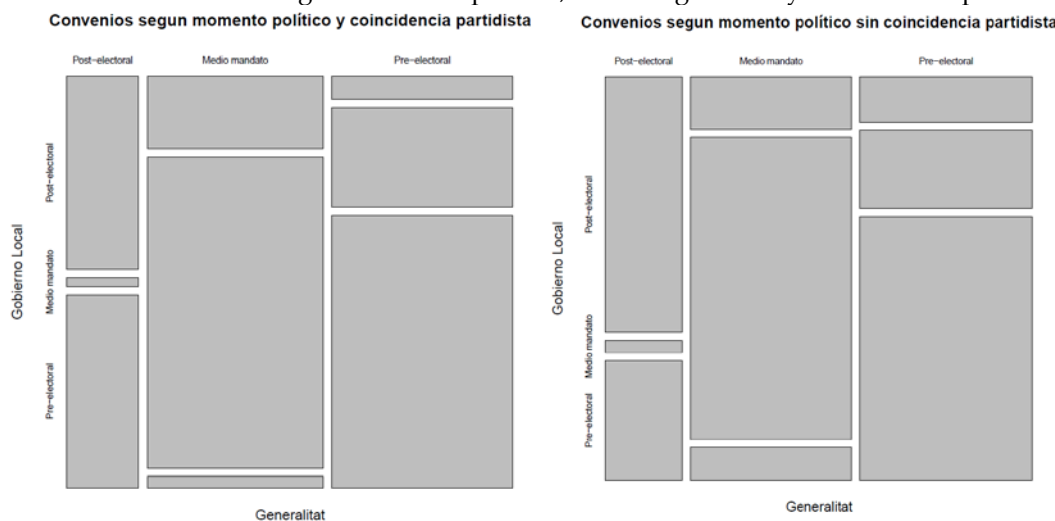 Convenios segun momento político y coincidencia partidista
Post-electoral Medio mandato Pre-electoral
Post-electoral
Medio mandato
Pre-electoral
Gobierno Local
Generalitat
Convenios segun momento político sin coincidencia partidista
Post-electoral Medio mandato Pre-electoral
Post-electoral
Medio mandato
Pre-electoral
Gobierno Local
Generalitat